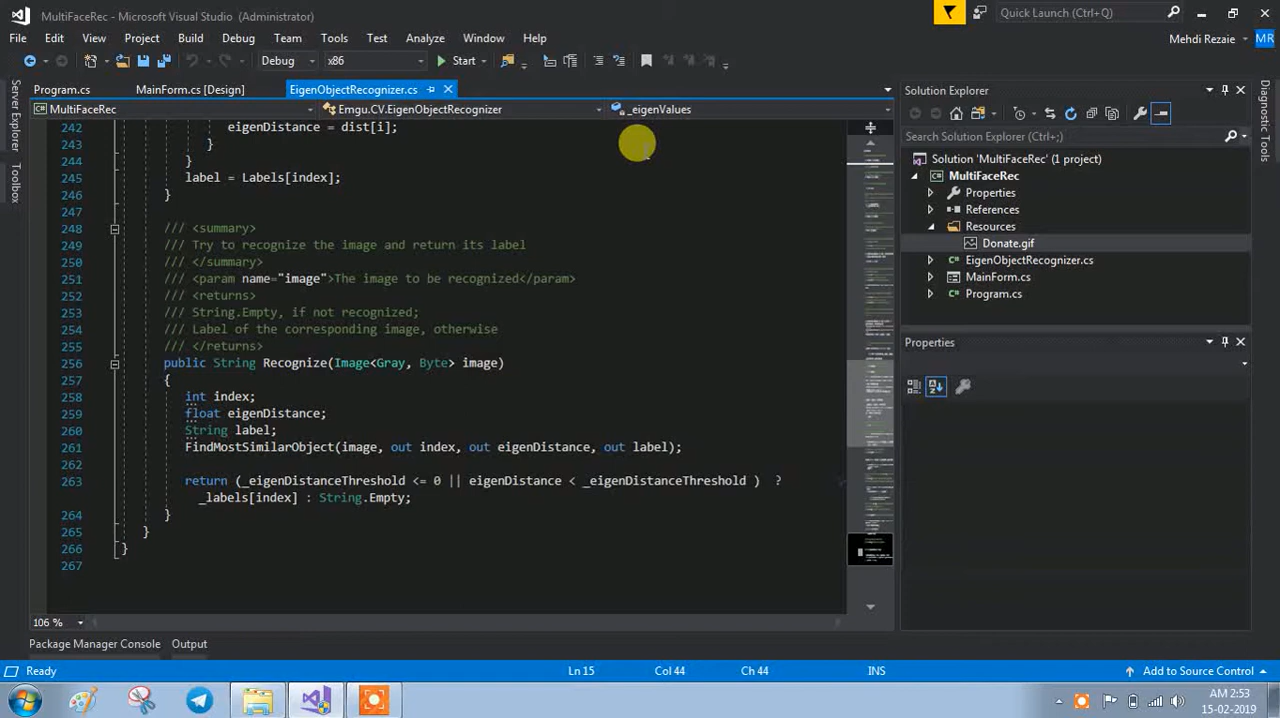 MultiFaceRec - Microsoft Visual Studio (Administrator)
Quick Launch (Ctrl+Q)
File Edit View Project Build Debug Team Tools Test Analyze Window Help
Mehdi Rezaie MR
Debug x86 Start
Program.cs MainForm.cs [Design] EigenObjectRecognizer.cs
MultiFaceRec Emgu.CV.EigenObjectRecognizer _eigenValues
Server Explorer
Toolbox
242 eigenDistance = dist[i];
243 }
244 }
245 label = Labels[index];
246 }
247
248 /// <summary>
249 /// Try to recognize the image and return its label
250 </summary>
251 <param name="image">The image to be recognized</param>
252 <returns>
253 String.Empty, if not recognized;
254 Label of the corresponding image, otherwise
255 </returns>
256 public String Recognize(Image<Gray, Byte> image)
257 {
258 int index;
259 float eigenDistance;
260 String label;
261 FindMostSimilarObject(image, out index, out eigenDistance, out label);
262
263 return (_eigenDistanceThreshold <= 0 || eigenDistance < _eigenDistanceThreshold ) ?
_labels[index] : String.Empty;
264 }
265 }
266 }
267
106 %
Solution Explorer
Search Solution Explorer
Solution 'MultiFaceRec' (1 project)
MultiFaceRec
Properties
References
Resources
Donate.gif
EigenObjectRecognizer.cs
MainForm.cs
Program.cs
Properties
Diagnostic Tools
Package Manager Console Output
Ready Ln 15 Col 44 Ch 44 INS Add to Source Control
AM 2:53
15-02-2019